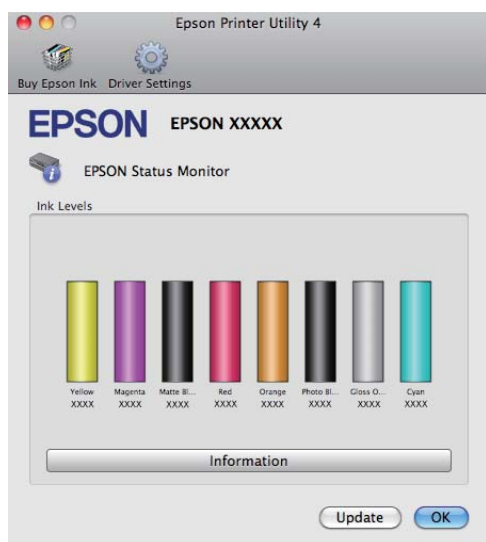 Epson Printer Utility 4
Buy Epson Ink Driver Settings
EPSON EPSON XXXXX
EPSON Status Monitor
Ink Levels
Yellow Magenta Matte Bl... Red Orange Photo Bl... Gloss O... Cyan
XXXX XXXX XXXX XXXX XXXX XXXX XXXX XXXX
Information
Update OK